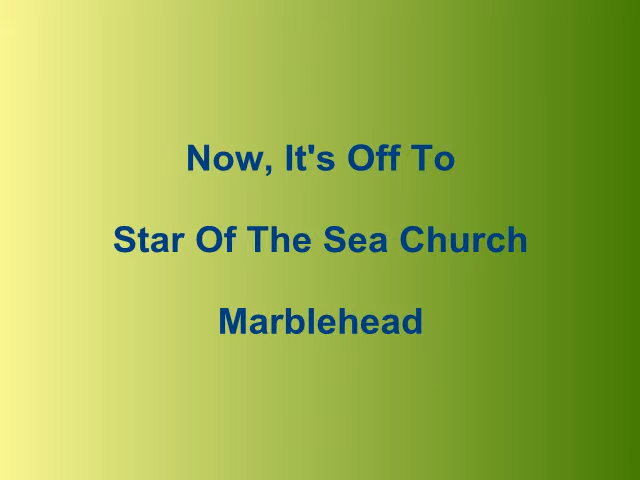 Now, It's Off To
Star Of The Sea Church
Marblehead